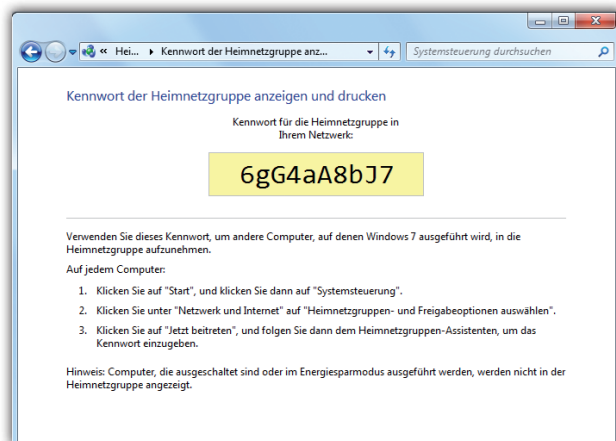 Hei... Kennwort der Heimnetzgruppe anz... Systemsteuerung durchsuchen
Kennwort der Heimnetzgruppe anzeigen und drucken
Kennwort für die Heimnetzgruppe in
Ihrem Netzwerk:
6gG4aA8bJ7
Verwenden Sie dieses Kennwort, um andere Computer, auf denen Windows 7 ausgeführt wird, in die
Heimnetzgruppe aufzunehmen.
Auf jedem Computer:
1. Klicken Sie auf "Start", und klicken Sie dann auf "Systemsteuerung".
2. Klicken Sie unter "Netzwerk und Internet" auf "Heimnetzgruppen- und Freigabeoptionen auswählen".
3. Klicken Sie auf "Jetzt beitreten", und folgen Sie dann dem Heimnetzgruppen-Assistenten, um das
Kennwort einzugeben.
Hinweis: Computer, die ausgeschaltet sind oder im Energiesparmodus ausgeführt werden, werden nicht in der
Heimnetzgruppe angezeigt.